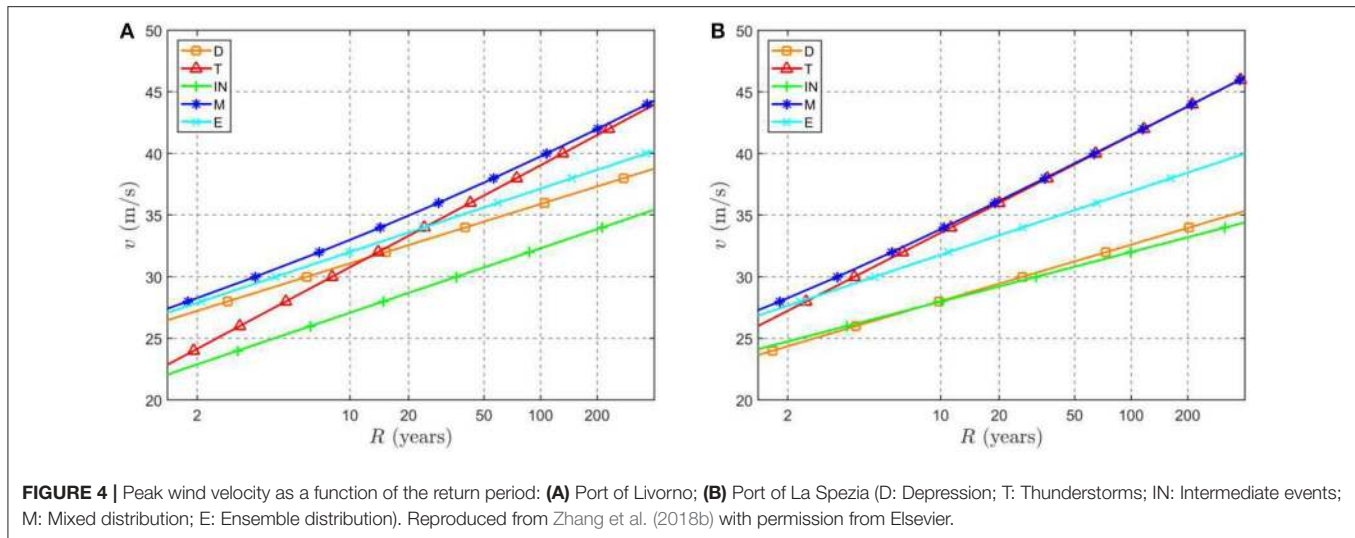 A
50
45
40
35
30
25
20
v (m/s)
D
T
IN
M
E
2 10 20 50 100 200
R (years)
B
50
45
40
35
30
25
20
v (m/s)
D
T
IN
M
E
2 10 20 50 100 200
R (years)
FIGURE 4 | Peak wind velocity as a function of the return period: (A) Port of Livorno; (B) Port of La Spezia (D: Depression; T: Thunderstorms; IN: Intermediate events;
M: Mixed distribution; E: Ensemble distribution). Reproduced from Zhang et al. (2018b) with permission from Elsevier.